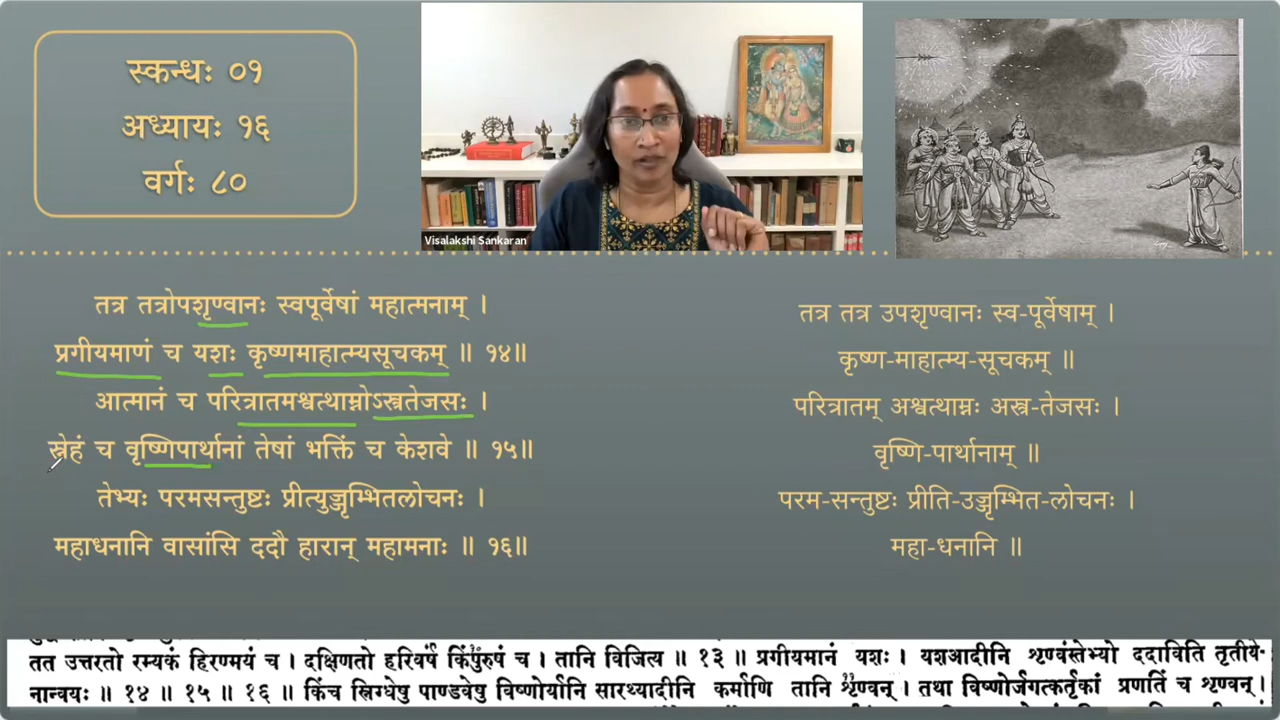 स्कन्धः ०१
अध्यायः १६
वर्गः ८०
Visalakshi Sankaran
तत्र तत्रोपशृण्वानः स्वपूर्वेषां महात्मनाम् ।
प्रगीयमाणं च यशः कृष्णमाहात्म्यसूचकम् ॥ १४॥
आत्मानं च परित्रातमश्वत्थाम्नोऽस्त्रतेजसः ।
स्नेहं च वृष्णिपार्थानां तेषां भक्तिं च केशवे ॥ १५॥
तेभ्यः परमसन्तुष्टः प्रीत्युज्जृम्भितलोचनः ।
महाधनानि वासांसि ददौ हारान् महामनाः ॥ १६॥
तत्र तत्र उपशृण्वानः स्व-पूर्वेषाम् ।
कृष्ण-माहात्म्य-सूचकम् ॥
परित्रातम् अश्वत्थाम्नः अस्त्र-तेजसः ।
वृष्णि-पार्थानाम् ॥
परम-सन्तुष्टः प्रीति-उज्जृम्भित-लोचनः ।
महा-धनानि ॥
तत उत्तरतो रम्यकं हिरण्मयं च । दक्षिणतो हरिवर्षं किंपुरुषं च । तानि विजित्य ॥ १३ ॥ प्रगीयमानं यशः । यशआदीनि शृण्वंस्तेभ्यो ददाविति तृतीये-
नान्वयः ॥ १४ ॥ १५ ॥ १६ ॥ किंच स्निग्धेषु पाण्डवेषु विष्णोर्यानि सारथ्यादीनि कर्माणि तानि शृण्वन् । तथा विष्णोर्जगत्कर्तृकां प्रणतिं च शृण्वन् ।